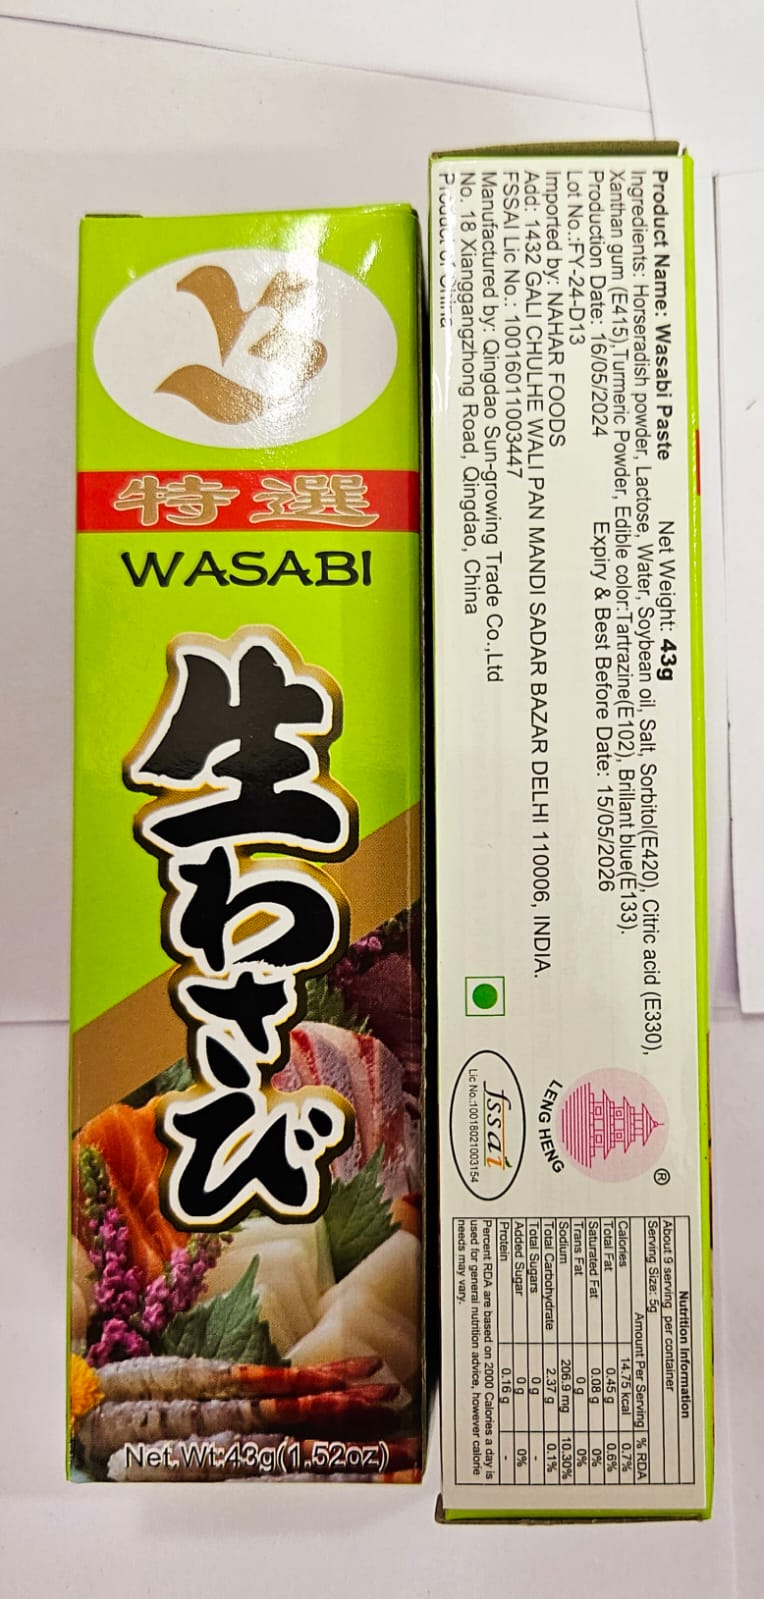 特選
WASABI
生わさび
Net.Wt:43g(1.52oz)
Product Name: Wasabi Paste Net Weight: 43g
Ingredients: Horseradish powder, Lactose, Water, Soybean oil, Salt, Sorbitol(E420), Citric acid (E330),
Xanthan gum (E415),Turmeric Powder, Edible color:Tartrazine(E102), Brillant blue(E133).
Production Date: 16/05/2024 Expiry & Best Before Date: 15/05/2026
Lot No.:FY-24-D13
Imported by: NAHAR FOODS
Add: 1432 GALI CHULHE WALI PAN MANDI SADAR BAZAR DELHI 110006, INDIA.
FSSAI Lic No.: 10016011003447
Manufactured by: Qingdao Sun-growing Trade Co.,Ltd
No. 18 Xianggangzhong Road, Qingdao, China
Product of China
®
LENG HENG
fssai
Lic No.:10018021003154
Nutrition Information
About 9 serving per container
Serving Size: 5g
Amount Per Serving % RDA
Calories 14.75 kcal 0.7%
Total Fat 0.45 g 0.6%
Saturated Fat 0.08 g 0%
Trans Fat 0 g 0%
Sodium 206.9 mg 10.30%
Total Carbohydrate 2.37 g 0.1%
Total Sugars 0 g -
Added Sugar 0 g 0%
Protein 0.16 g -
Percent RDA are based on 2000 Calories a day is
used for general nutrition advice, however calorie
needs may vary.